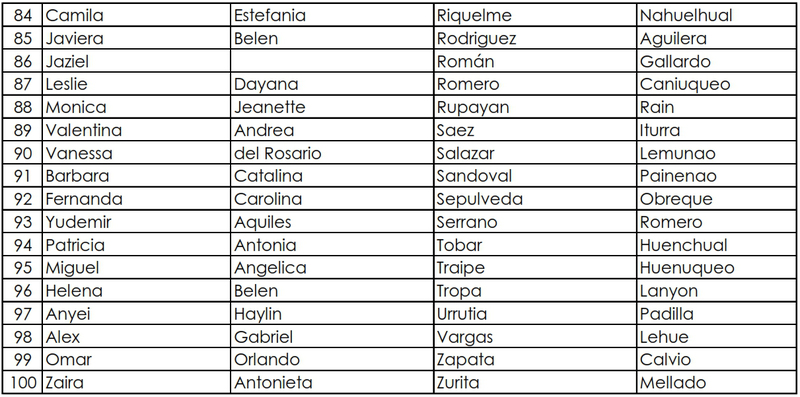 84 Camila Estefania Riquelme Nahuelhual
85 Javiera Belen Rodriguez Aguilera
86 Jaziel Román Gallardo
87 Leslie Dayana Romero Caniuqueo
88 Monica Jeanette Rupayan Rain
89 Valentina Andrea Saez Iturra
90 Vanessa del Rosario Salazar Lemunao
91 Barbara Catalina Sandoval Painenao
92 Fernanda Carolina Sepulveda Obreque
93 Yudemir Aquiles Serrano Romero
94 Patricia Antonia Tobar Huenchual
95 Miguel Angelica Traipe Huenuqueo
96 Helena Belen Tropa Lanyon
97 Anyei Haylin Urrutia Padilla
98 Alex Gabriel Vargas Lehue
99 Omar Orlando Zapata Calvio
100 Zaira Antonieta Zurita Mellado